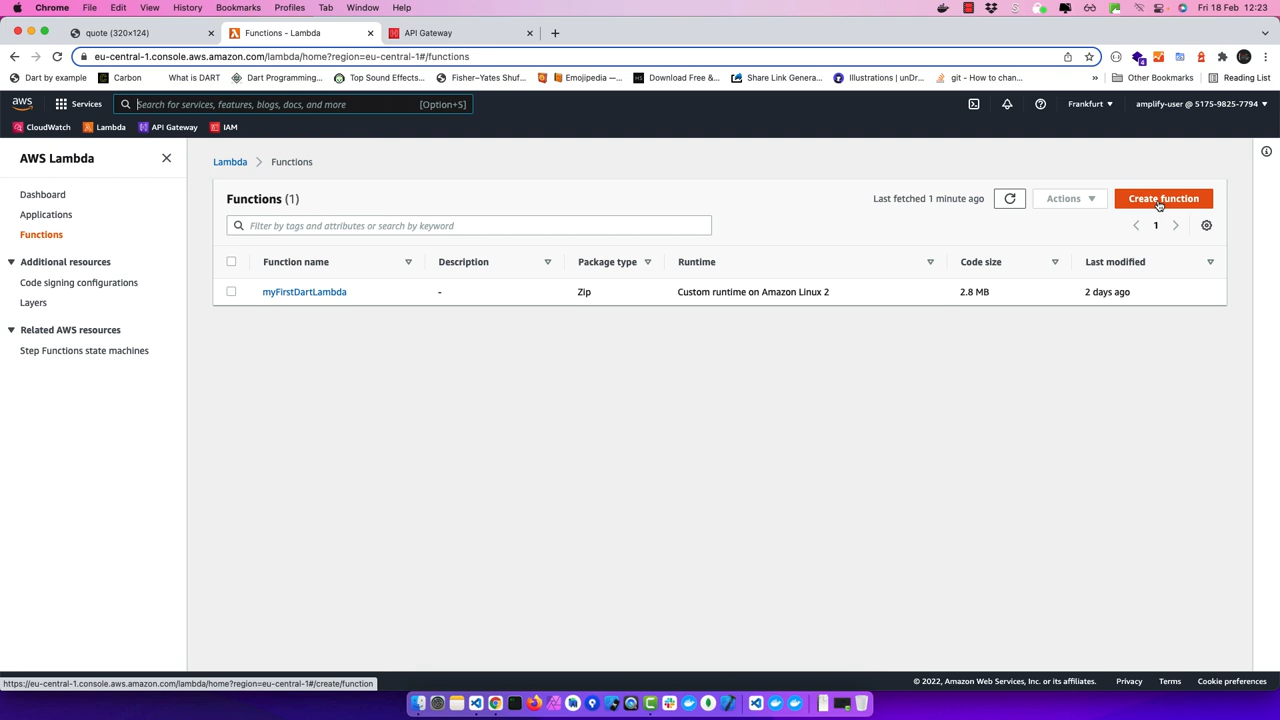 Chrome File Edit View History Bookmarks Profiles Tab Window Help Fri 18 Feb 12:23
quote (320×124) Functions - Lambda API Gateway
eu-central-1.console.aws.amazon.com/lambda/home?region=eu-central-1#/functions
Dart by example Carbon What is DART Dart Programming... Top Sound Effects... Fisher–Yates Shuf... Emojipedia —... Download Free &... Share Link Genera... Illustrations | unDr... git - How to chan... » Other Bookmarks Reading List
aws Services Search for services, features, blogs, docs, and more [Option+S] Frankfurt amplify-user @ 5175-9825-7794
CloudWatch Lambda API Gateway IAM
AWS Lambda
Lambda Functions
Dashboard
Applications
Functions
Additional resources
Code signing configurations
Layers
Related AWS resources
Step Functions state machines
Functions (1) Last fetched 1 minute ago Actions Create function
Filter by tags and attributes or search by keyword 1
Function name Description Package type Runtime Code size Last modified
myFirstDartLambda - Zip Custom runtime on Amazon Linux 2 2.8 MB 2 days ago
https://eu-central-1.console.aws.amazon.com/lambda/home?region=eu-central-1#/create/function
© 2022, Amazon Web Services, Inc. or its affiliates. Privacy Terms Cookie preferences